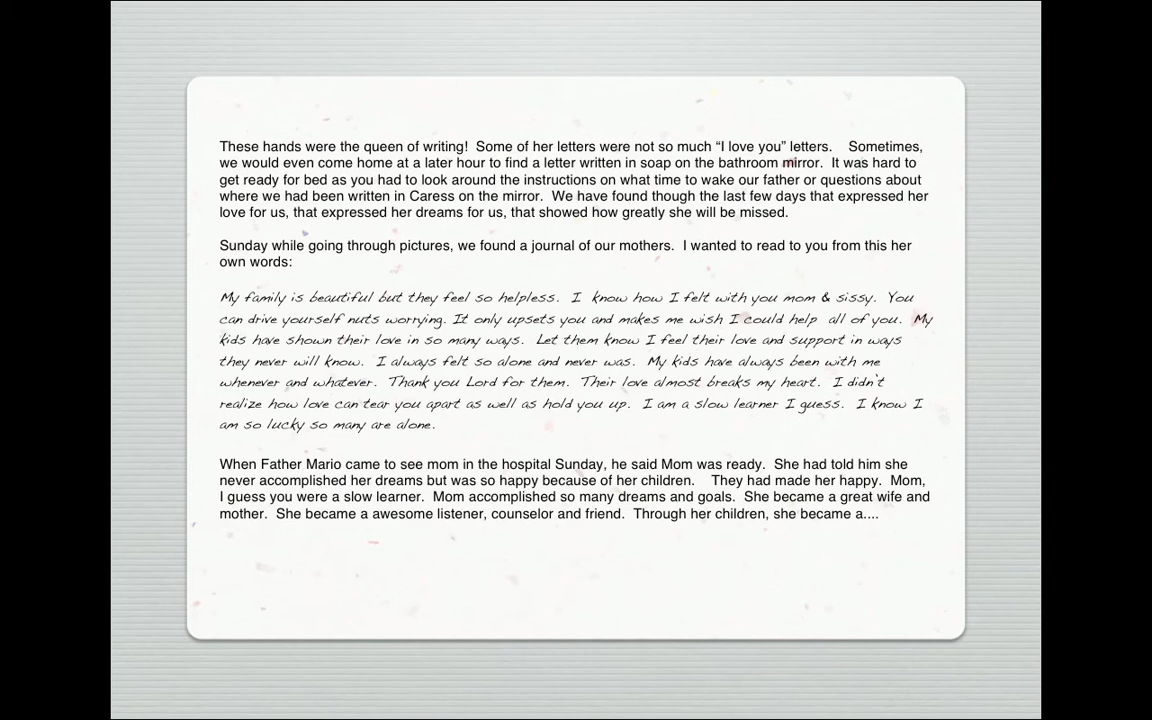 These hands were the queen of writing!  Some of her letters were not so much “I love you” letters.    Sometimes,
we would even come home at a later hour to find a letter written in soap on the bathroom mirror.  It was hard to
get ready for bed as you had to look around the instructions on what time to wake our father or questions about
where we had been written in Caress on the mirror.  We have found though the last few days that expressed her
love for us, that expressed her dreams for us, that showed how greatly she will be missed.
Sunday while going through pictures, we found a journal of our mothers.  I wanted to read to you from this her
own words:
My family is beautiful but they feel so helpless.  I  know how I felt with you mom & sissy.  You
can drive yourself nuts worrying. It only upsets you and makes me wish I could help  all of you.  My
kids have shown their love in so many ways.  Let them know I feel their love and support in ways
they never will know.  I always felt so alone and never was.  My kids have always been with me
whenever and whatever.  Thank you Lord for them.  Their love almost breaks my heart.  I didn't
realize how love can tear you apart as well as hold you up.  I am a slow learner I guess.  I know I
am so lucky so many are alone.
When Father Mario came to see mom in the hospital Sunday, he said Mom was ready.  She had told him she
never accomplished her dreams but was so happy because of her children.    They had made her happy.  Mom,
I guess you were a slow learner.  Mom accomplished so many dreams and goals.  She became a great wife and
mother.  She became a awesome listener, counselor and friend.  Through her children, she became a....